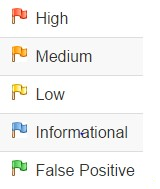 High
Medium
Low
Informational
False Positive